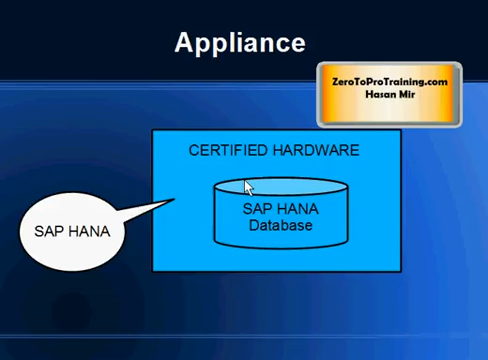 Appliance
ZeroToProTraining.com
Hasan Mir
CERTIFIED HARDWARE
SAP HANA
Database
SAP HANA